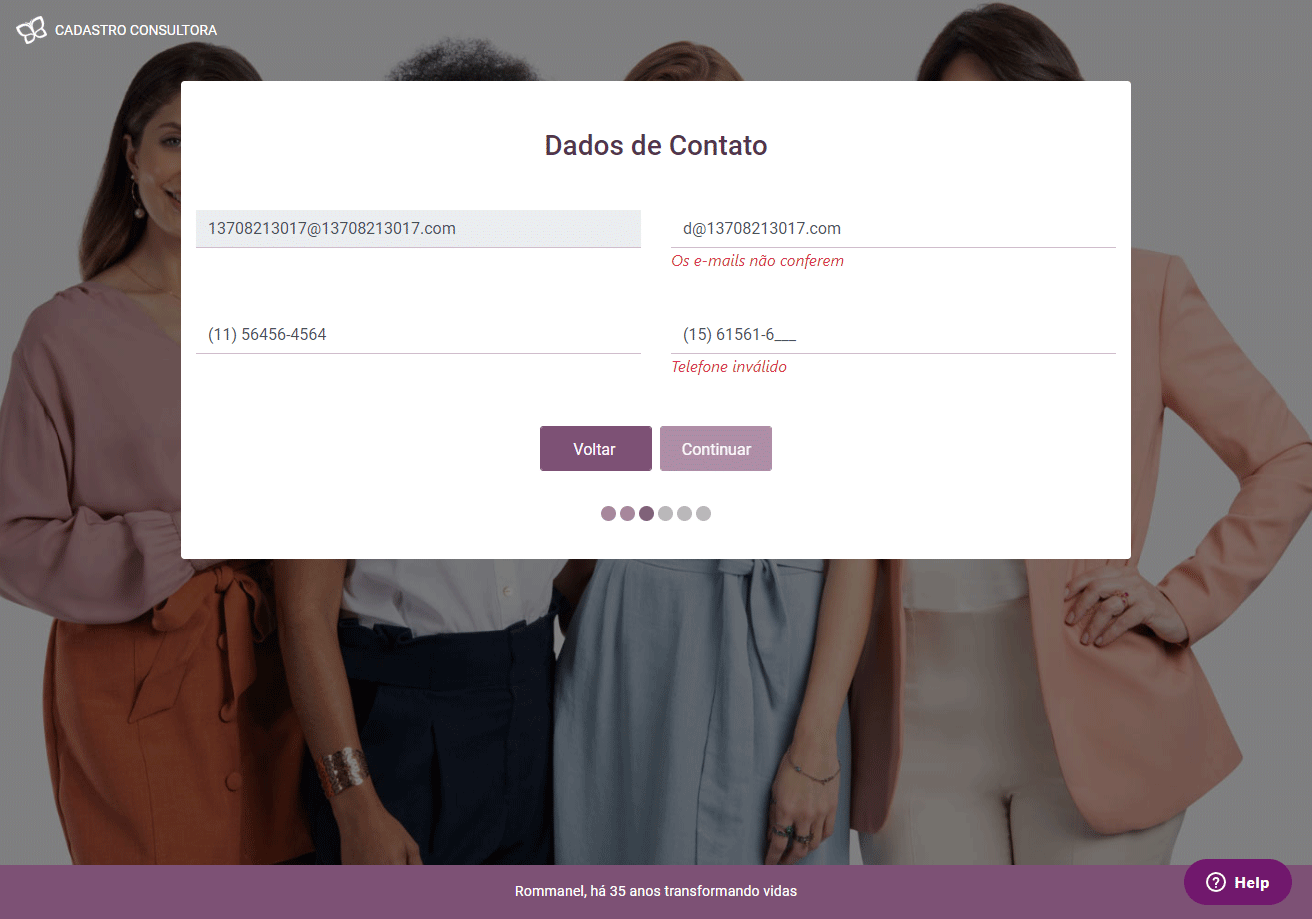 CADASTRO CONSULTORA
Dados de Contato
13708213017@13708213017.com
d@13708213017.com
Os e-mails não conferem
(11) 56456-4564
(15) 61561-6___
Telefone inválido
Voltar
Continuar
Rommanel, há 35 anos transformando vidas
Help